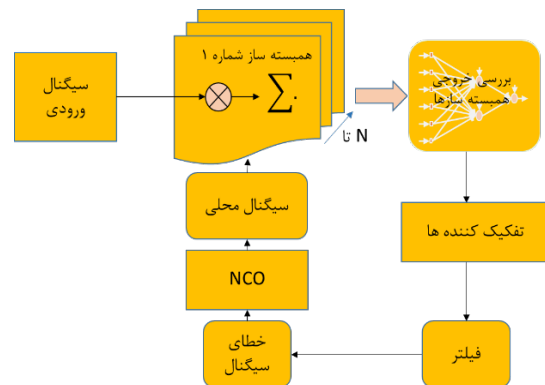 همبسته ساز شماره ۱
∑.
سیگنال
ورودی
تا N
بررسی خروجی
همبسته سازها
سیگنال محلی
تفکیک کننده ها
NCO
خطای
سیگنال
فیلتر